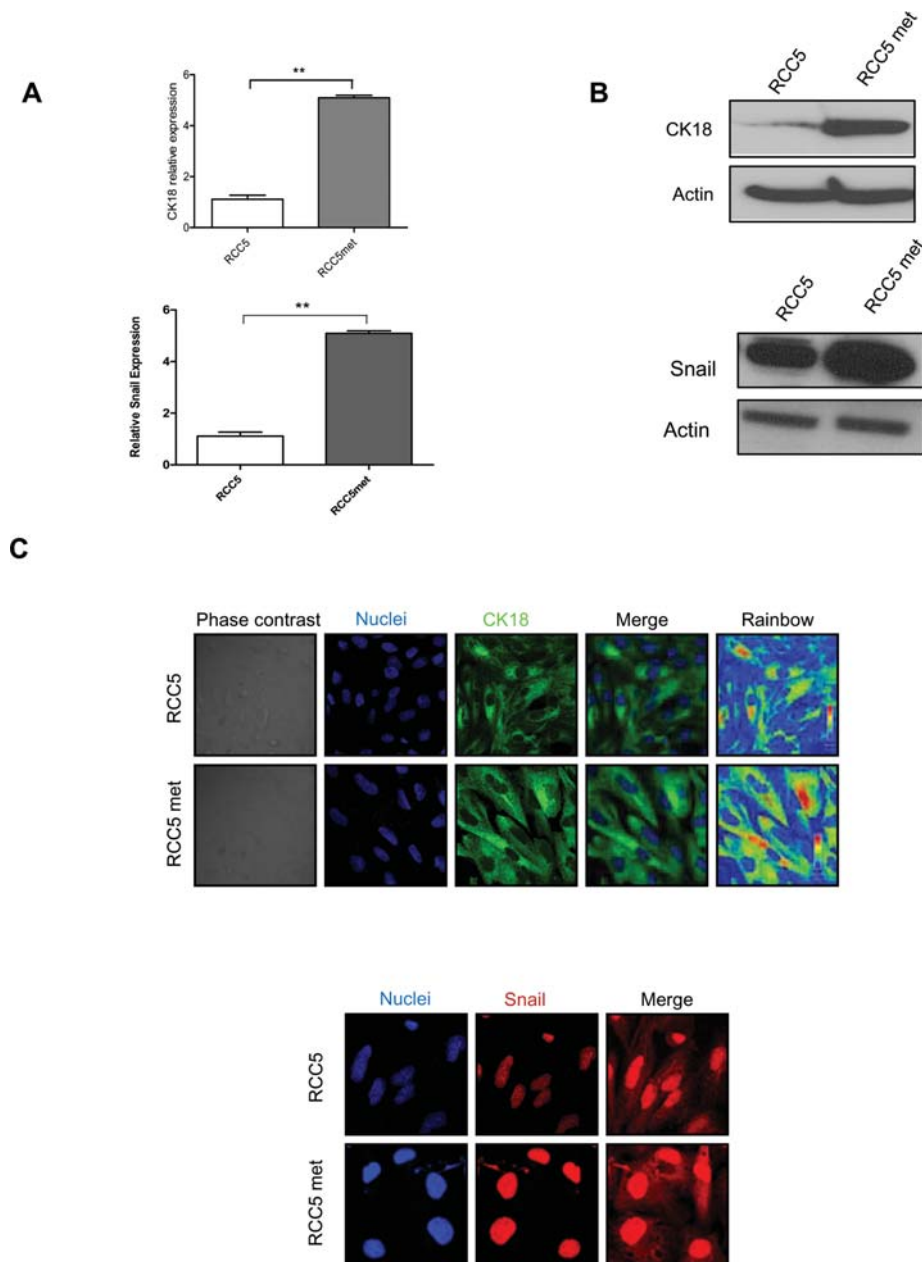 A
CK18 relative expression
6
4
2
0
**
RCC5
RCC5met
Relative Snail Expression
6
4
2
0
**
RCC5
RCC5met
B
RCC5
RCC5 met
CK18
Actin
RCC5
RCC5 met
Snail
Actin
C
Phase contrast
Nuclei
CK18
Merge
Rainbow
RCC5
RCC5 met
Nuclei
Snail
Merge
RCC5
RCC5 met